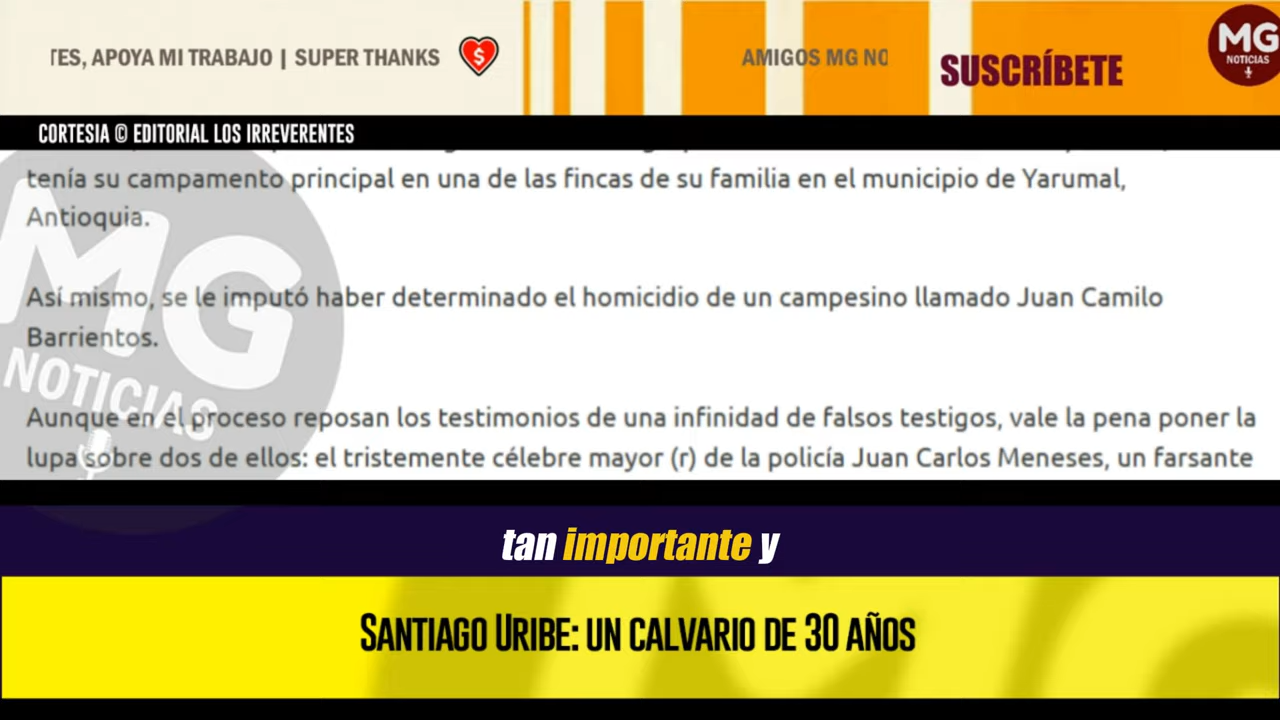 TES, APOYA MI TRABAJO | SUPER THANKS
$
AMIGOS MG NO
SUSCRÍBETE
MG
NOTICIAS
CORTESIA © EDITORIAL LOS IRREVERENTES
tenía su campamento principal en una de las fincas de su familia en el municipio de Yarumal,
Antioquia.
Así mismo, se le imputó haber determinado el homicidio de un campesino llamado Juan Camilo
Barrientos.
Aunque en el proceso reposan los testimonios de una infinidad de falsos testigos, vale la pena poner la
lupa sobre dos de ellos: el tristemente célebre mayor (r) de la policía Juan Carlos Meneses, un farsante
MG
NOTICIAS
tan importante y
SANTIAGO URIBE: UN CALVARIO DE 30 AÑOS